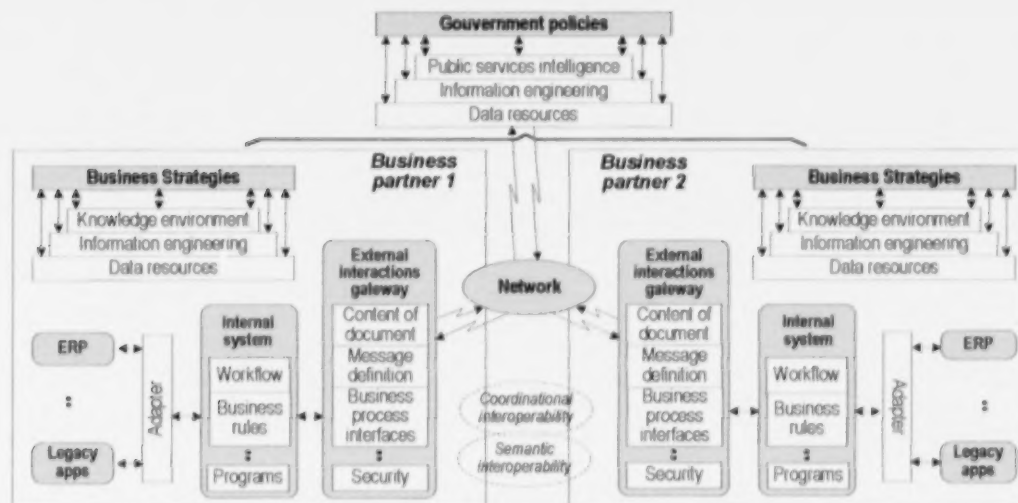 Gouvernment policies
Public services intelligence
Information engineering
Data resources
Business
partner 1
Business
partner 2
Business Strategies
Knowledge environment
Information engineering
Data resources
Business Strategies
Knowledge environment
Information engineering
Data resources
External
interactions
gateway
Content of
document
Message
definition
Business
process
interfaces
Security
Network
External
interactions
gateway
Content of
document
Message
definition
Business
process
interfaces
Security
Internal
system
Workflow
Business
rules
Programs
Internal
system
Workflow
Business
rules
Programs
ERP
Legacy
apps
Adapter
Coordinational
interoperability
Semantic
interoperability
Adapter
ERP
Legacy
apps